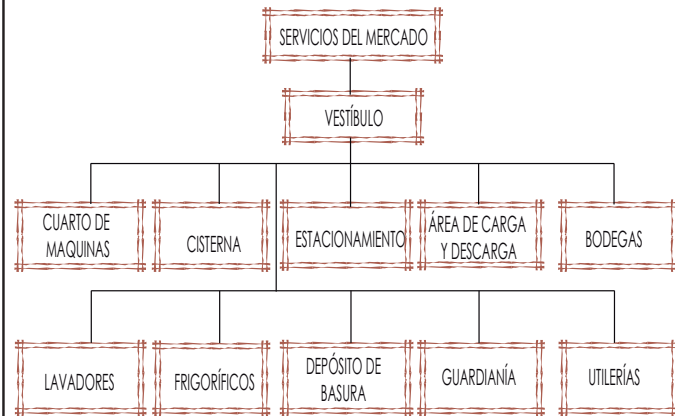 SERVICIOS DEL MERCADO
VESTÍBULO
CUARTO DE
MAQUINAS
CISTERNA
ESTACIONAMIENTO
ÁREA DE CARGA
Y DESCARGA
BODEGAS
LAVADORES
FRIGORÍFICOS
DEPÓSITO DE
BASURA
GUARDIANÍA
UTILERÍAS